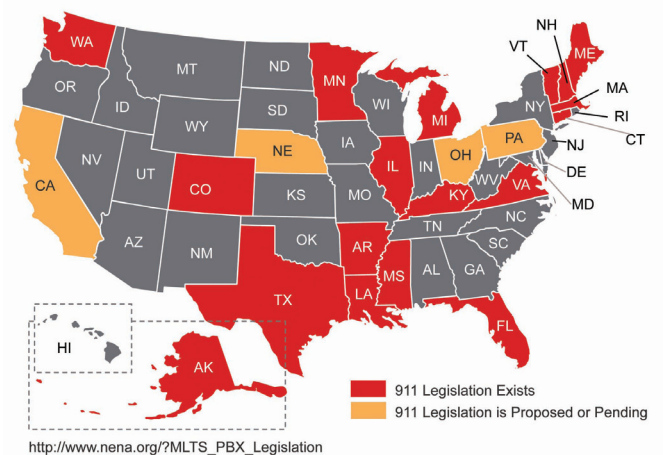 WA
NH
VT
ME
MT
ND
MN
OR
ID
SD
WI
MI
NY
MA
RI
CT
WY
IA
NE
PA
NJ
NV
UT
CO
IL
IN
OH
DE
CA
KS
MO
WV
VA
MD
KY
AZ
NM
OK
AR
TN
NC
SC
MS
AL
GA
TX
LA
FL
HI
AK
911 Legislation Exists
911 Legislation is Proposed or Pending
http://www.nena.org/?MLTS_PBX_Legislation